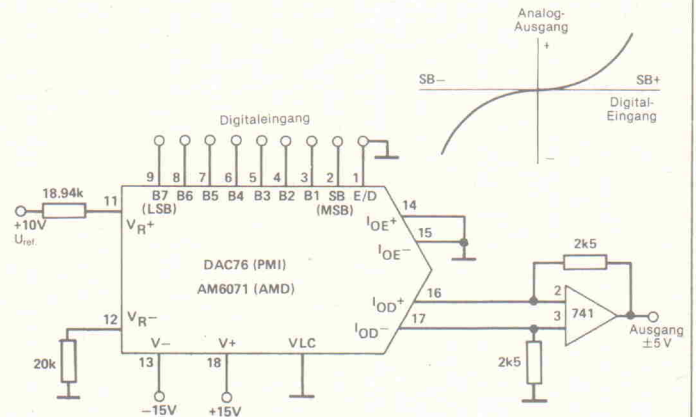 Analog-
Ausgang
+
SB−
SB+
Digital-
Eingang
−
Digitaleingang
9 8 7 6 5 4 3 2 1
B7 B6 B5 B4 B3 B2 B1 SB E/D
(LSB) (MSB)
18.94k
11
+10V
Uref.
VR+
14
IOE+
15
IOE−
DAC76 (PMI)
AM6071 (AMD)
2k5
16
IOD+
2
741
17
IOD−
3
Ausgang
±5V
12
VR−
20k
V− V+ VLC
13 18
2k5
−15V +15V